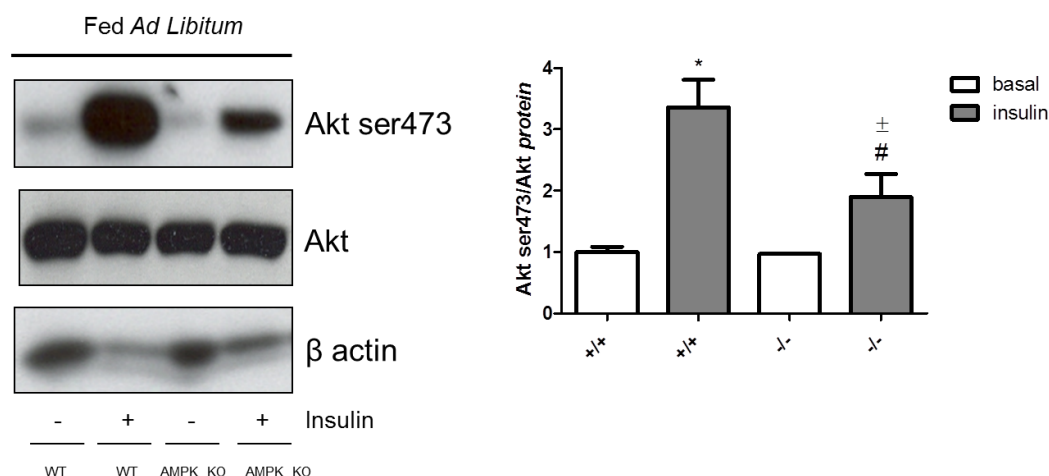 Fed Ad Libitum
Akt ser473
Akt
β actin
- + - + Insulin
WT WT AMPK KO AMPK KO
Akt ser473/Akt protein
4
3
2
1
0
*
±
#
+/+ +/+ -/- -/-
basal
insulin